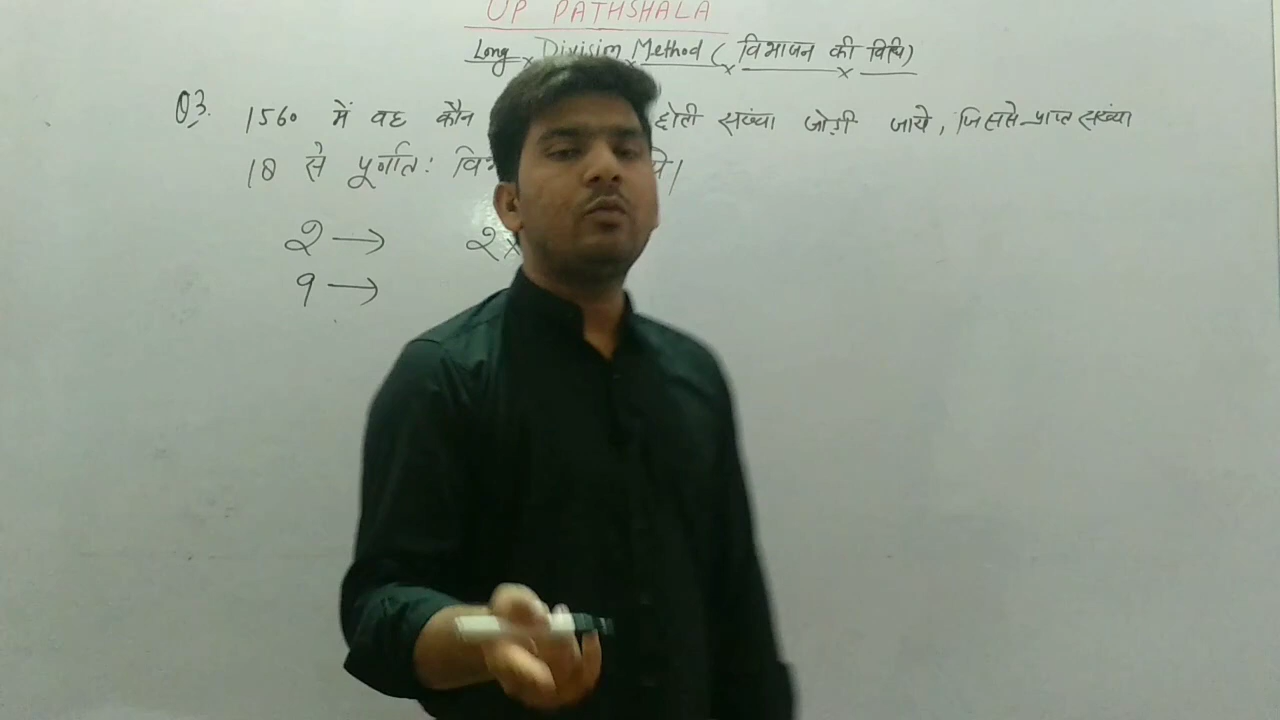 UP PATHSHALA
Long Division Method (विभाजन की विधि)
Q3. 1560 में वह कौन छोटी संख्या जोड़ी जाये, जिससे प्राप्त संख्या
18 से पूर्णतः
2 → 2×
9 →